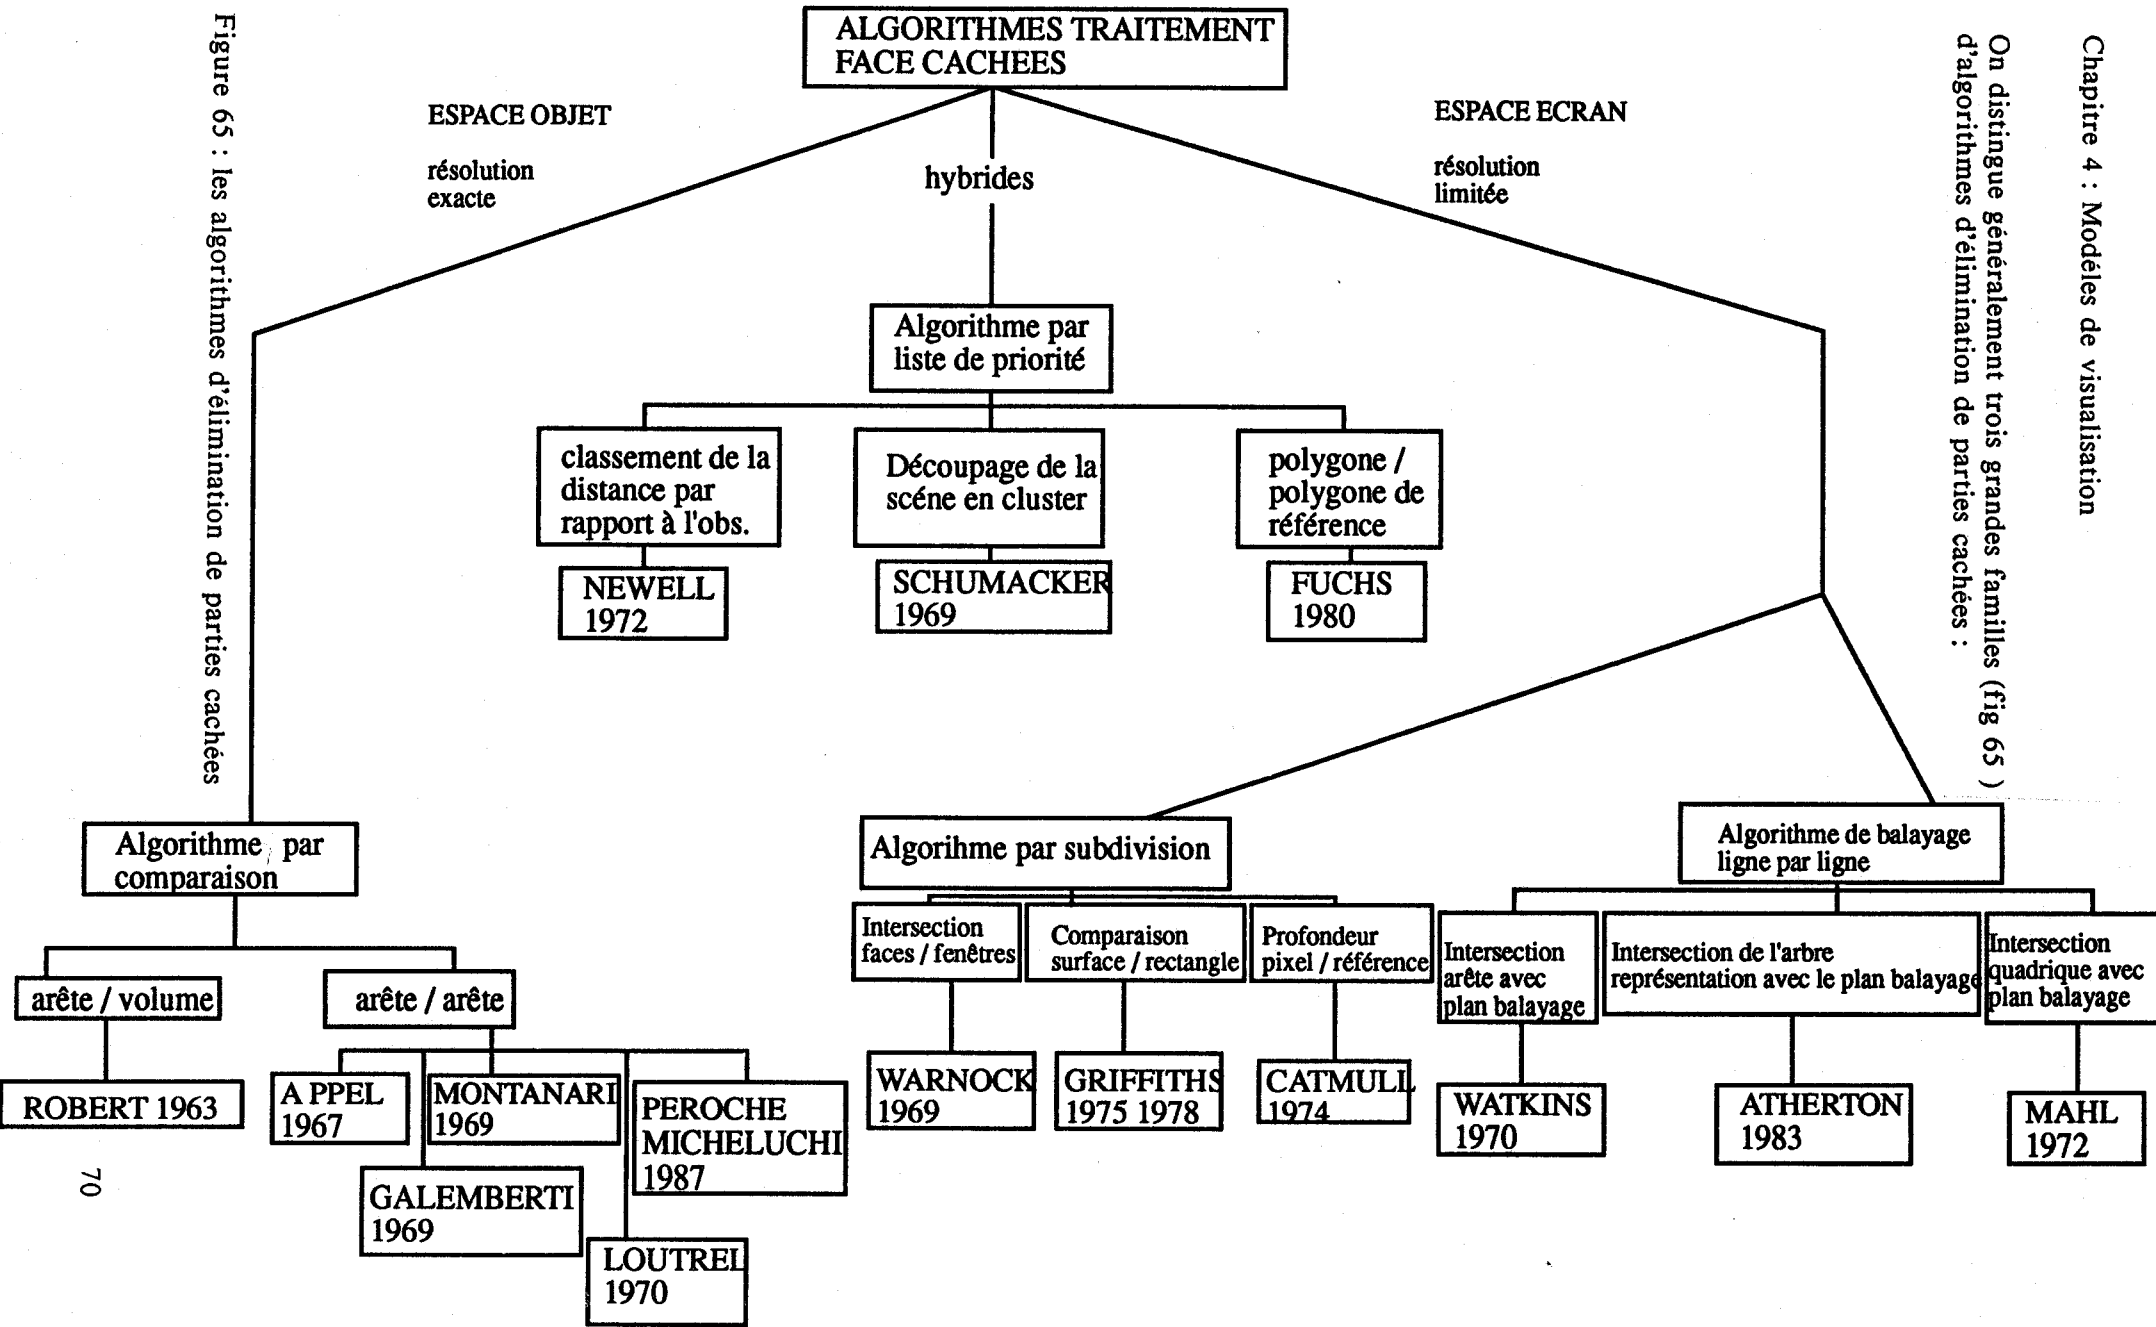 Chapitre 4 : Modéles de visualisation
On distingue généralement trois grandes familles (fig 65 )
d'algorithmes d'élimination de parties cachées :
ALGORITHMES TRAITEMENT
FACE CACHEES
ESPACE OBJET
résolution
exacte
hybrides
ESPACE ECRAN
résolution
limitée
Algorithme par
liste de priorité
classement de la
distance par
rapport à l'obs.
Découpage de la
scéne en cluster
polygone /
polygone de
référence
NEWELL
1972
SCHUMACKER
1969
FUCHS
1980
Algorithme par
comparaison
arête / volume
arête / arête
ROBERT 1963
A PPEL
1967
MONTANARI
1969
PEROCHE
MICHELUCHI
1987
GALEMBERTI
1969
LOUTREL
1970
Algorihme par subdivision
Intersection
faces / fenêtres
Comparaison
surface / rectangle
Profondeur
pixel / référence
WARNOCK
1969
GRIFFITHS
1975 1978
CATMULL
1974
Algorithme de balayage
ligne par ligne
Intersection
arête avec
plan balayage
Intersection de l'arbre
représentation avec le plan balayage
Intersection
quadrique avec
plan balayage
WATKINS
1970
ATHERTON
1983
MAHL
1972
Figure 65 : les algorithmes d'élimination de parties cachées
70